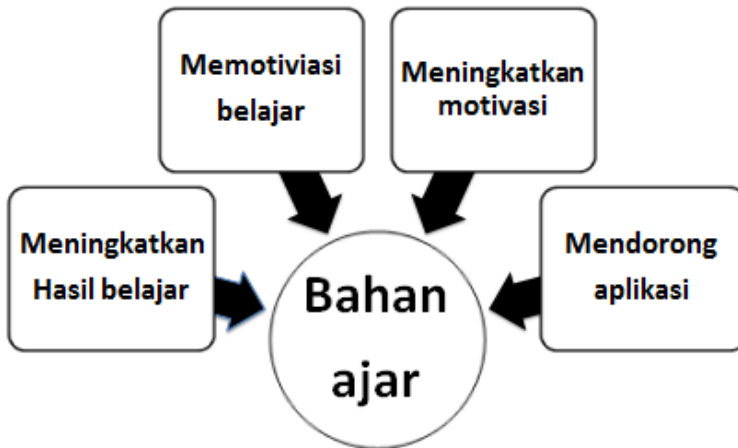 Memotiviasi
belajar
Meningkatkan
motivasi
Meningkatkan
Hasil belajar
Mendorong
aplikasi
Bahan
ajar